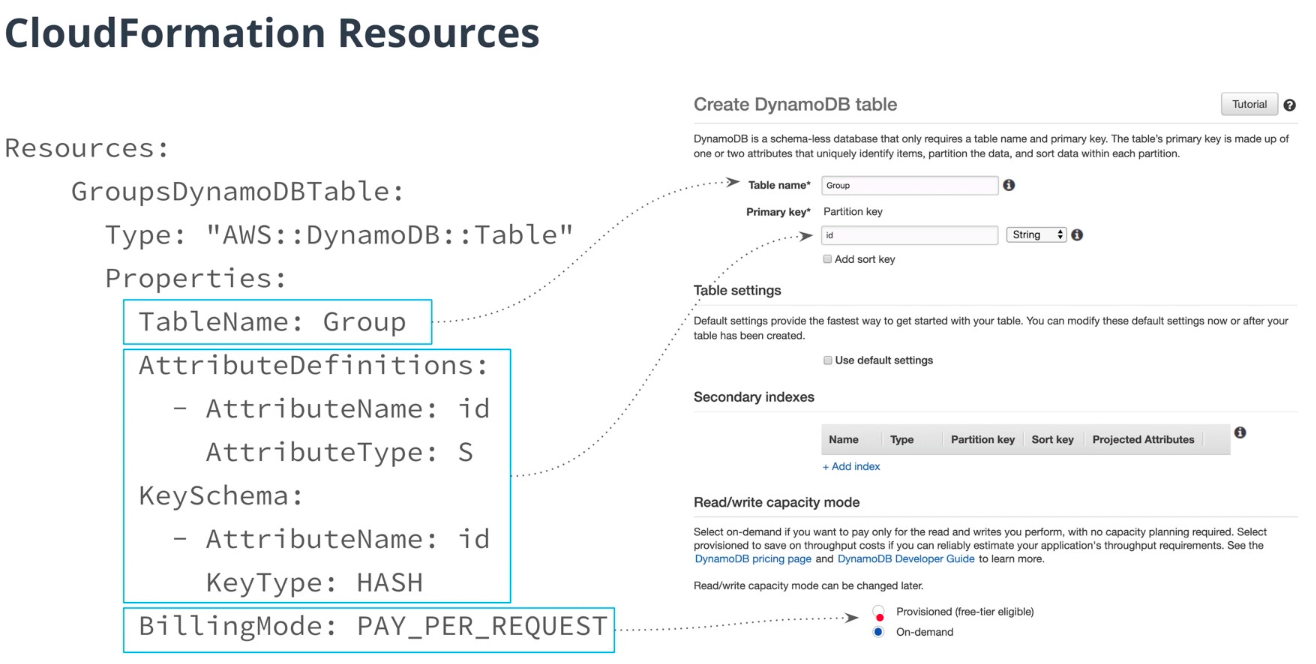 CloudFormation Resources
Resources:
GroupsDynamoDBTable:
Type: "AWS::DynamoDB::Table"
Properties:
TableName: Group
AttributeDefinitions:
- AttributeName: id
AttributeType: S
KeySchema:
- AttributeName: id
KeyType: HASH
BillingMode: PAY_PER_REQUEST
Create DynamoDB table
Tutorial
?
DynamoDB is a schema-less database that only requires a table name and primary key. The table's primary key is made up of
one or two attributes that uniquely identify items, partition the data, and sort data within each partition.
Table name* Group i
Primary key* Partition key
id String i
Add sort key
Table settings
Default settings provide the fastest way to get started with your table. You can modify these default settings now or after your
table has been created.
Use default settings
Secondary indexes
Name Type Partition key Sort key Projected Attributes i
+ Add index
Read/write capacity mode
Select on-demand if you want to pay only for the read and writes you perform, with no capacity planning required. Select
provisioned to save on throughput costs if you can reliably estimate your application's throughput requirements. See the
DynamoDB pricing page and DynamoDB Developer Guide to learn more.
Read/write capacity mode can be changed later.
Provisioned (free-tier eligible)
On-demand